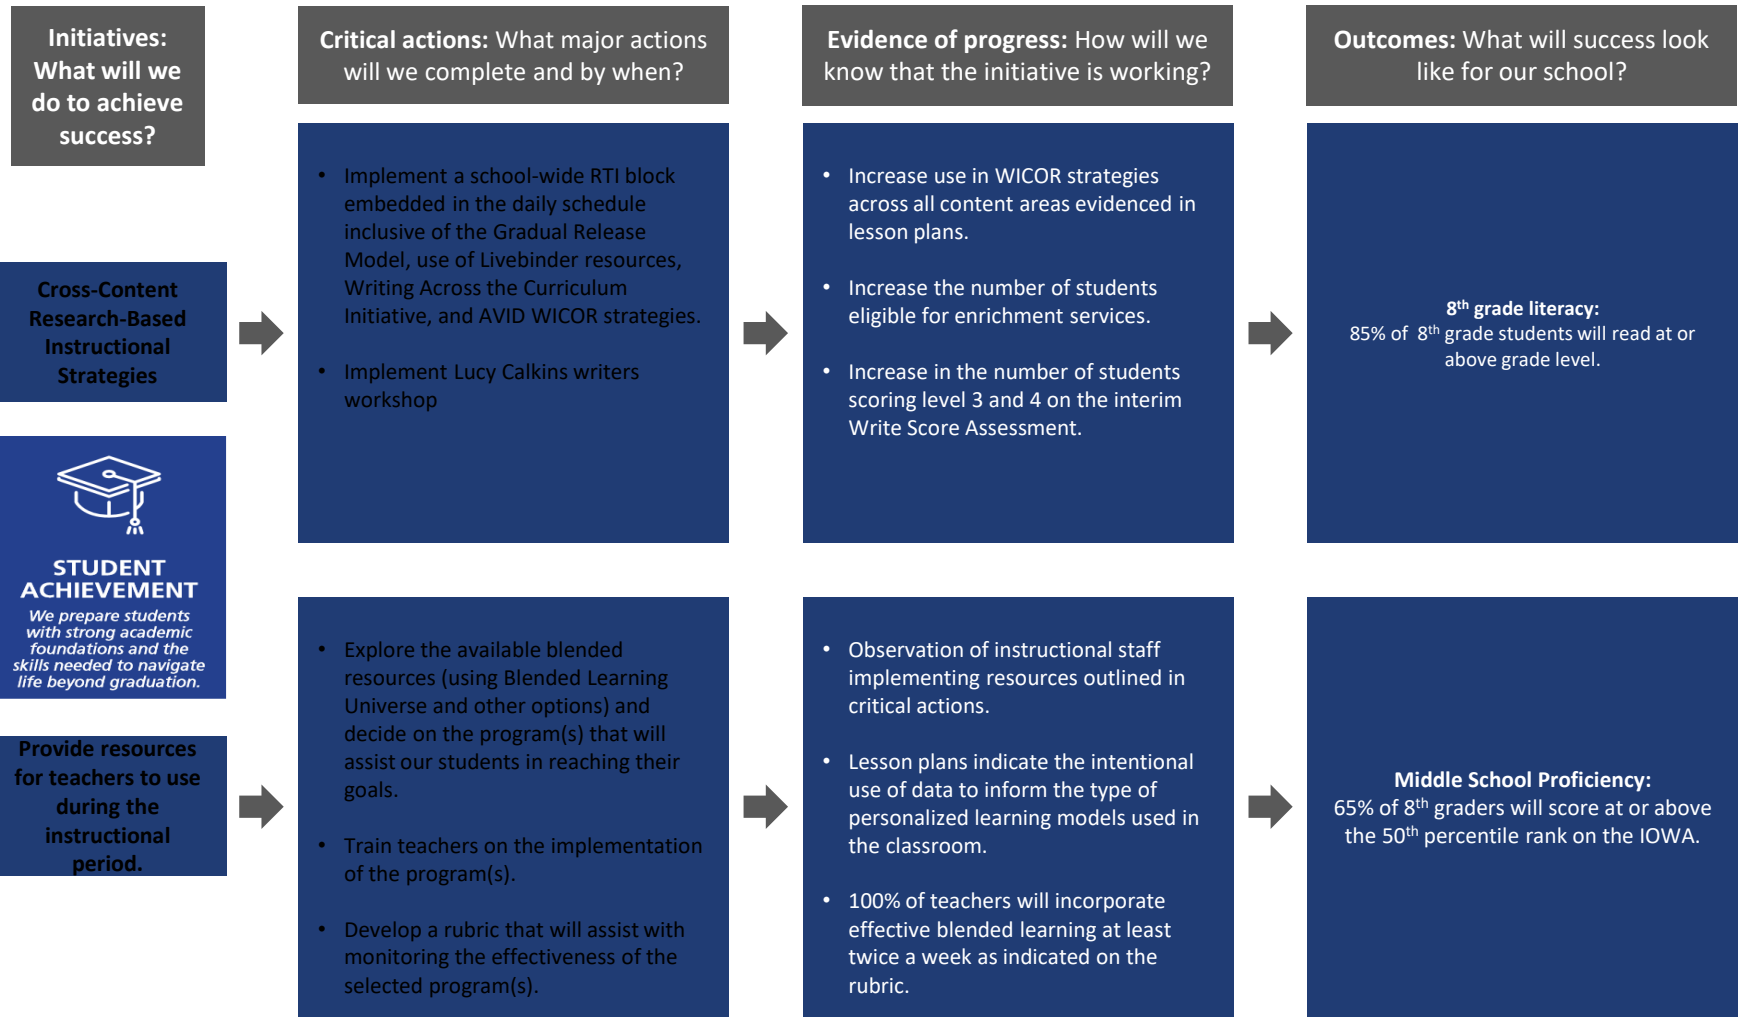 Initiatives:
What will we
do to achieve
success?
Critical actions: What major actions
will we complete and by when?
Evidence of progress: How will we
know that the initiative is working?
Outcomes: What will success look
like for our school?
Cross-Content
Research-Based
Instructional
Strategies
• Implement a school-wide RTI block
embedded in the daily schedule
inclusive of the Gradual Release
Model, use of Livebinder resources,
Writing Across the Curriculum
Initiative, and AVID WICOR strategies.
• Implement Lucy Calkins writers
workshop
• Increase use in WICOR strategies
across all content areas evidenced in
lesson plans.
• Increase the number of students
eligible for enrichment services.
• Increase in the number of students
scoring level 3 and 4 on the interim
Write Score Assessment.
8th grade literacy:
85% of 8th grade students will read at or
above grade level.
STUDENT
ACHIEVEMENT
We prepare students
with strong academic
foundations and the
skills needed to navigate
life beyond graduation.
Provide resources
for teachers to use
during the
instructional
period.
• Explore the available blended
resources (using Blended Learning
Universe and other options) and
decide on the program(s) that will
assist our students in reaching their
goals.
• Train teachers on the implementation
of the program(s).
• Develop a rubric that will assist with
monitoring the effectiveness of the
selected program(s).
• Observation of instructional staff
implementing resources outlined in
critical actions.
• Lesson plans indicate the intentional
use of data to inform the type of
personalized learning models used in
the classroom.
• 100% of teachers will incorporate
effective blended learning at least
twice a week as indicated on the
rubric.
Middle School Proficiency:
65% of 8th graders will score at or above
the 50th percentile rank on the IOWA.